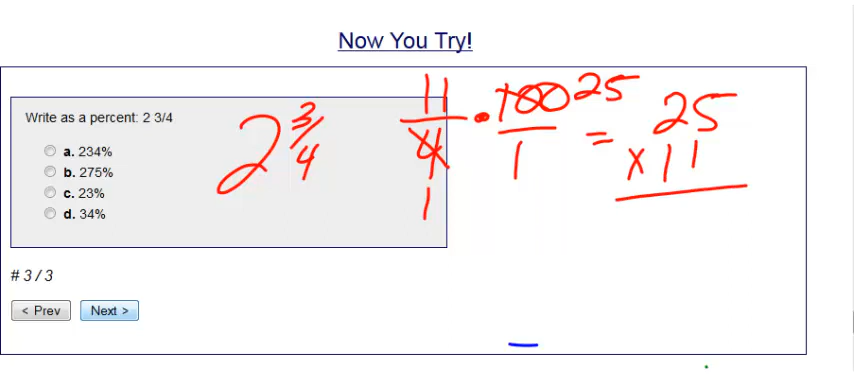 Now You Try!
Write as a percent: 2 3/4
a. 234%
b. 275%
c. 23%
d. 34%
2 3/4
11/4 1 • 100/1 25 = 25
x 11
# 3 / 3
< Prev Next >